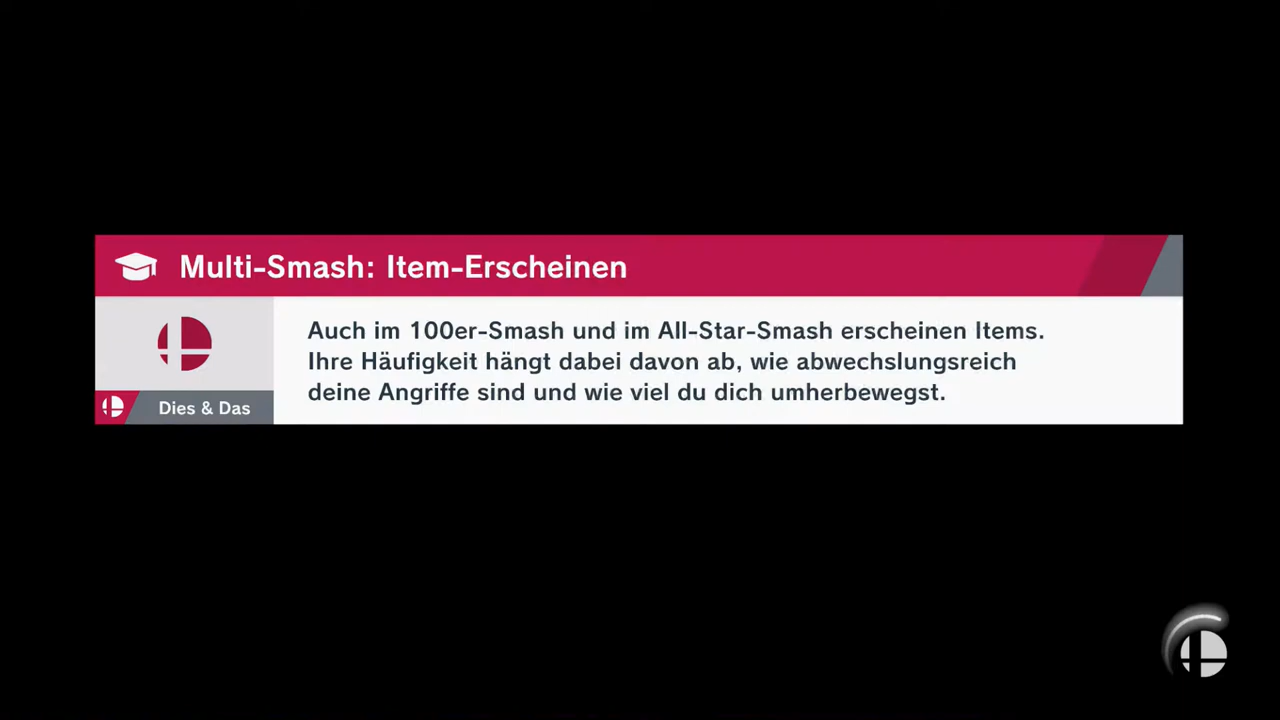 Multi-Smash: Item-Erscheinen
Auch im 100er-Smash und im All-Star-Smash erscheinen Items.
Ihre Häufigkeit hängt dabei davon ab, wie abwechslungsreich
deine Angriffe sind und wie viel du dich umherbewegst.
Dies & Das